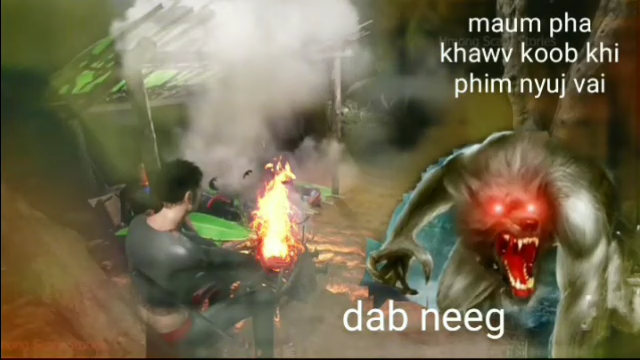 maum pha
khawv koob khi
phim nyuj vai
dab neeg